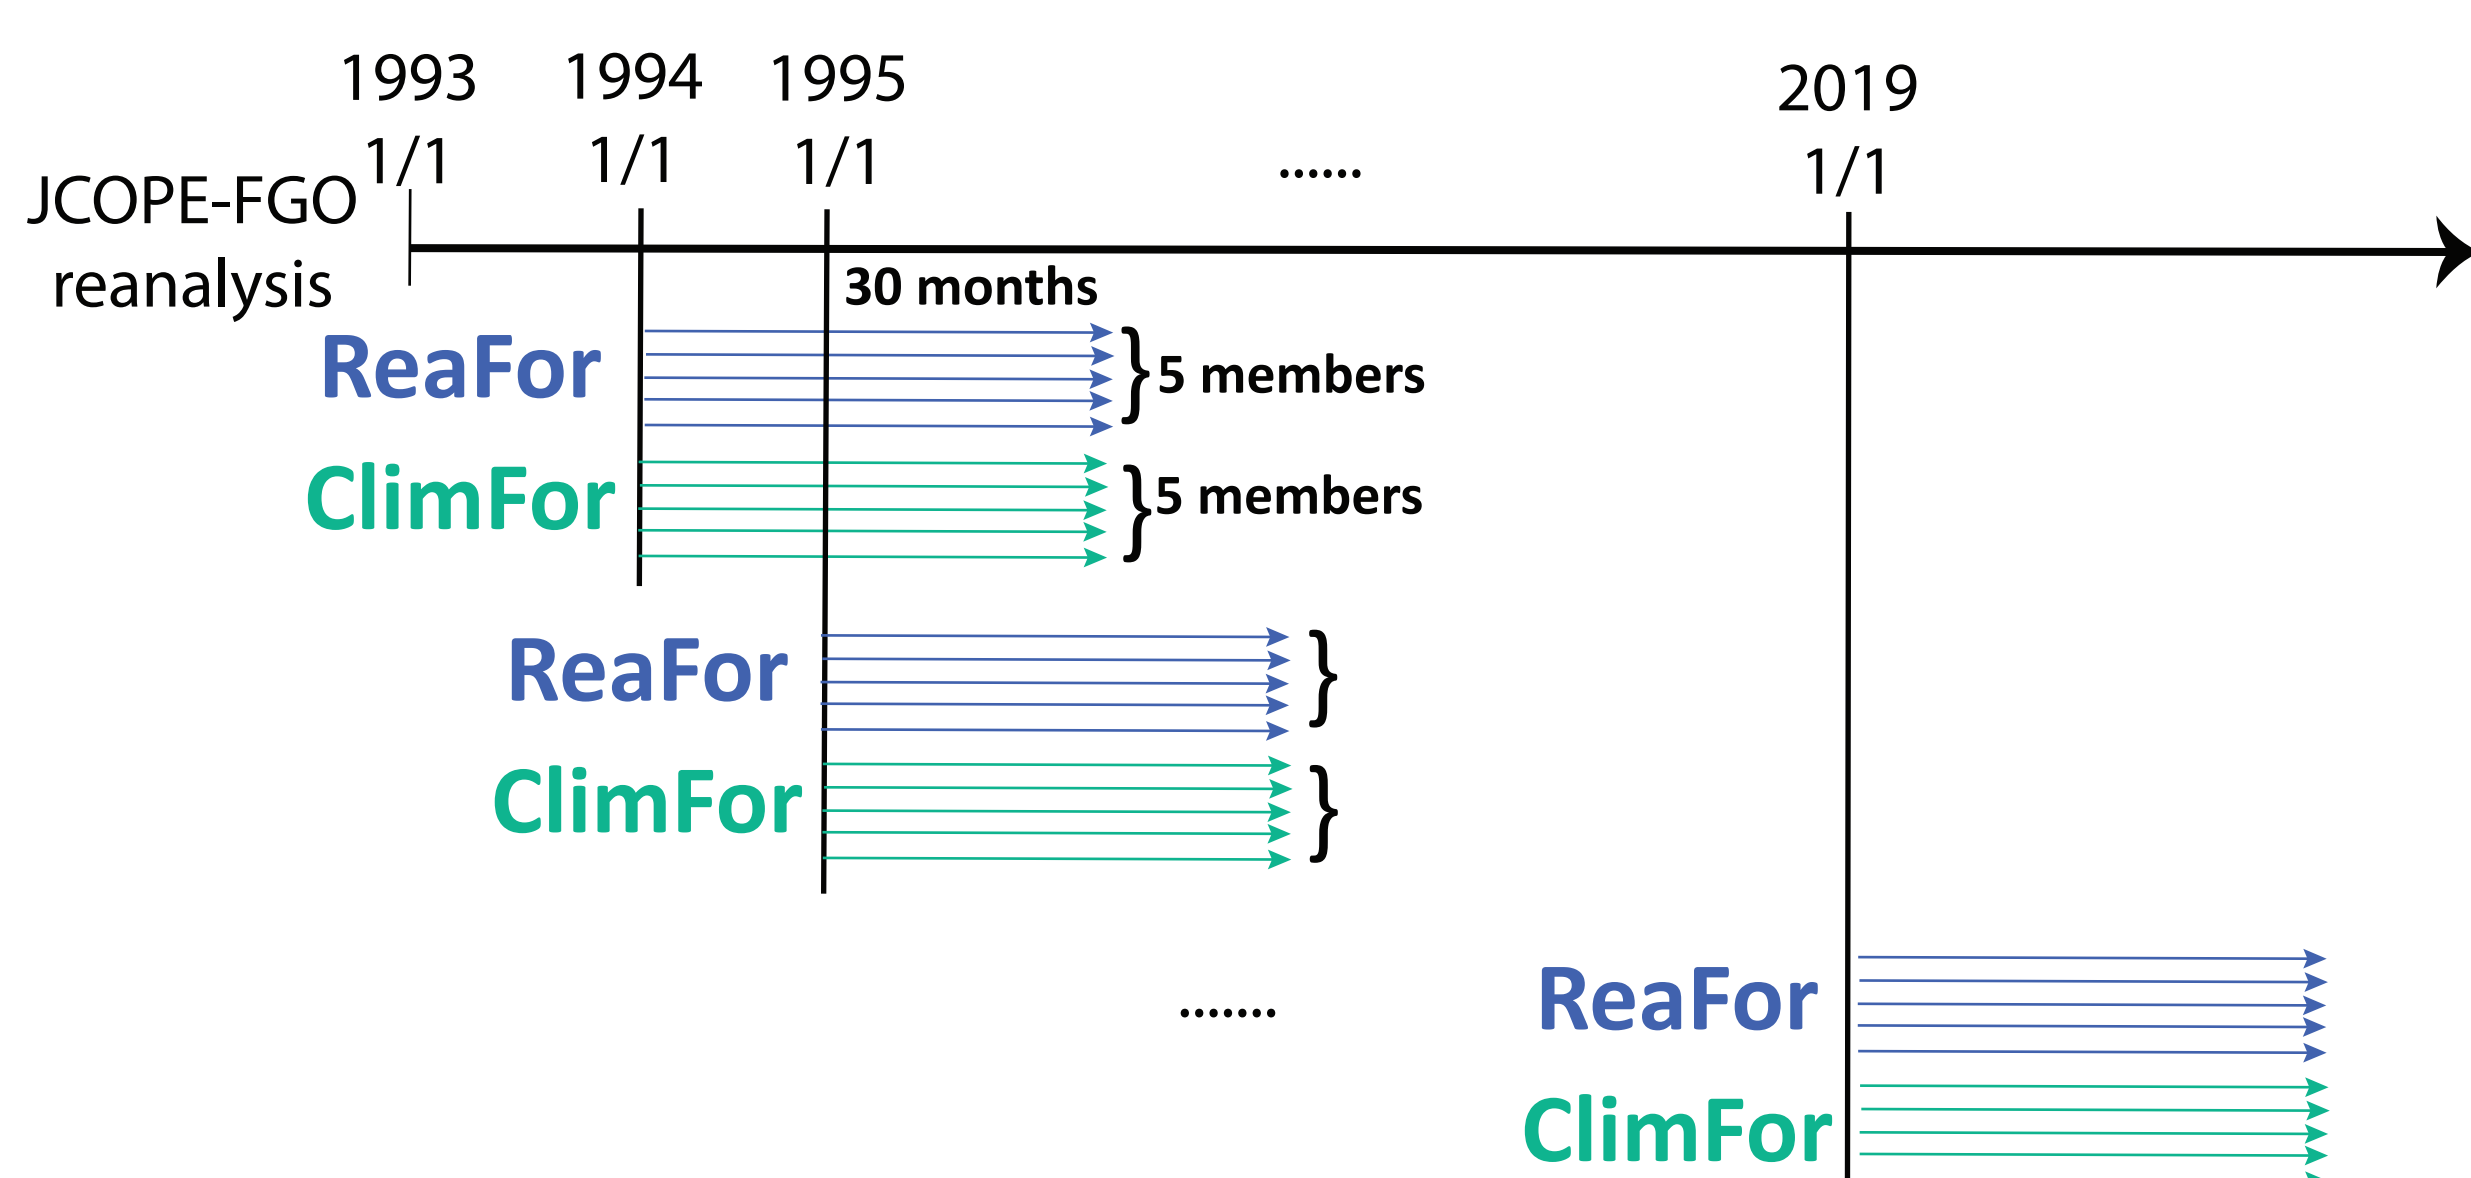 1993
1/1
1994
1/1
1995
1/1
......
2019
1/1
JCOPE-FGO
reanalysis
30 months
ReaFor
} 5 members
ClimFor
} 5 members
ReaFor
}
ClimFor
}
.......
ReaFor
ClimFor